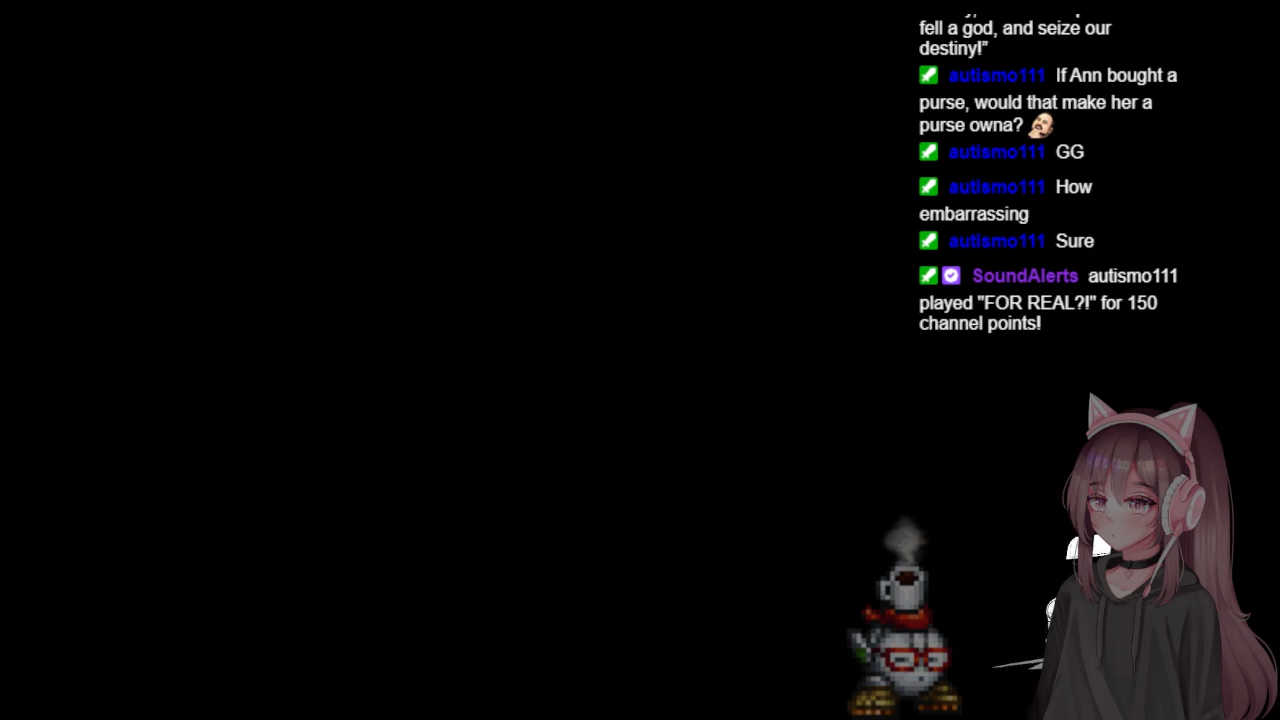 fell a god, and seize our
destiny!”
autismo111 If Ann bought a
purse, would that make her a
purse owna?
autismo111 GG
autismo111 How
embarrassing
autismo111 Sure
SoundAlerts autismo111
played "FOR REAL?!" for 150
channel points!